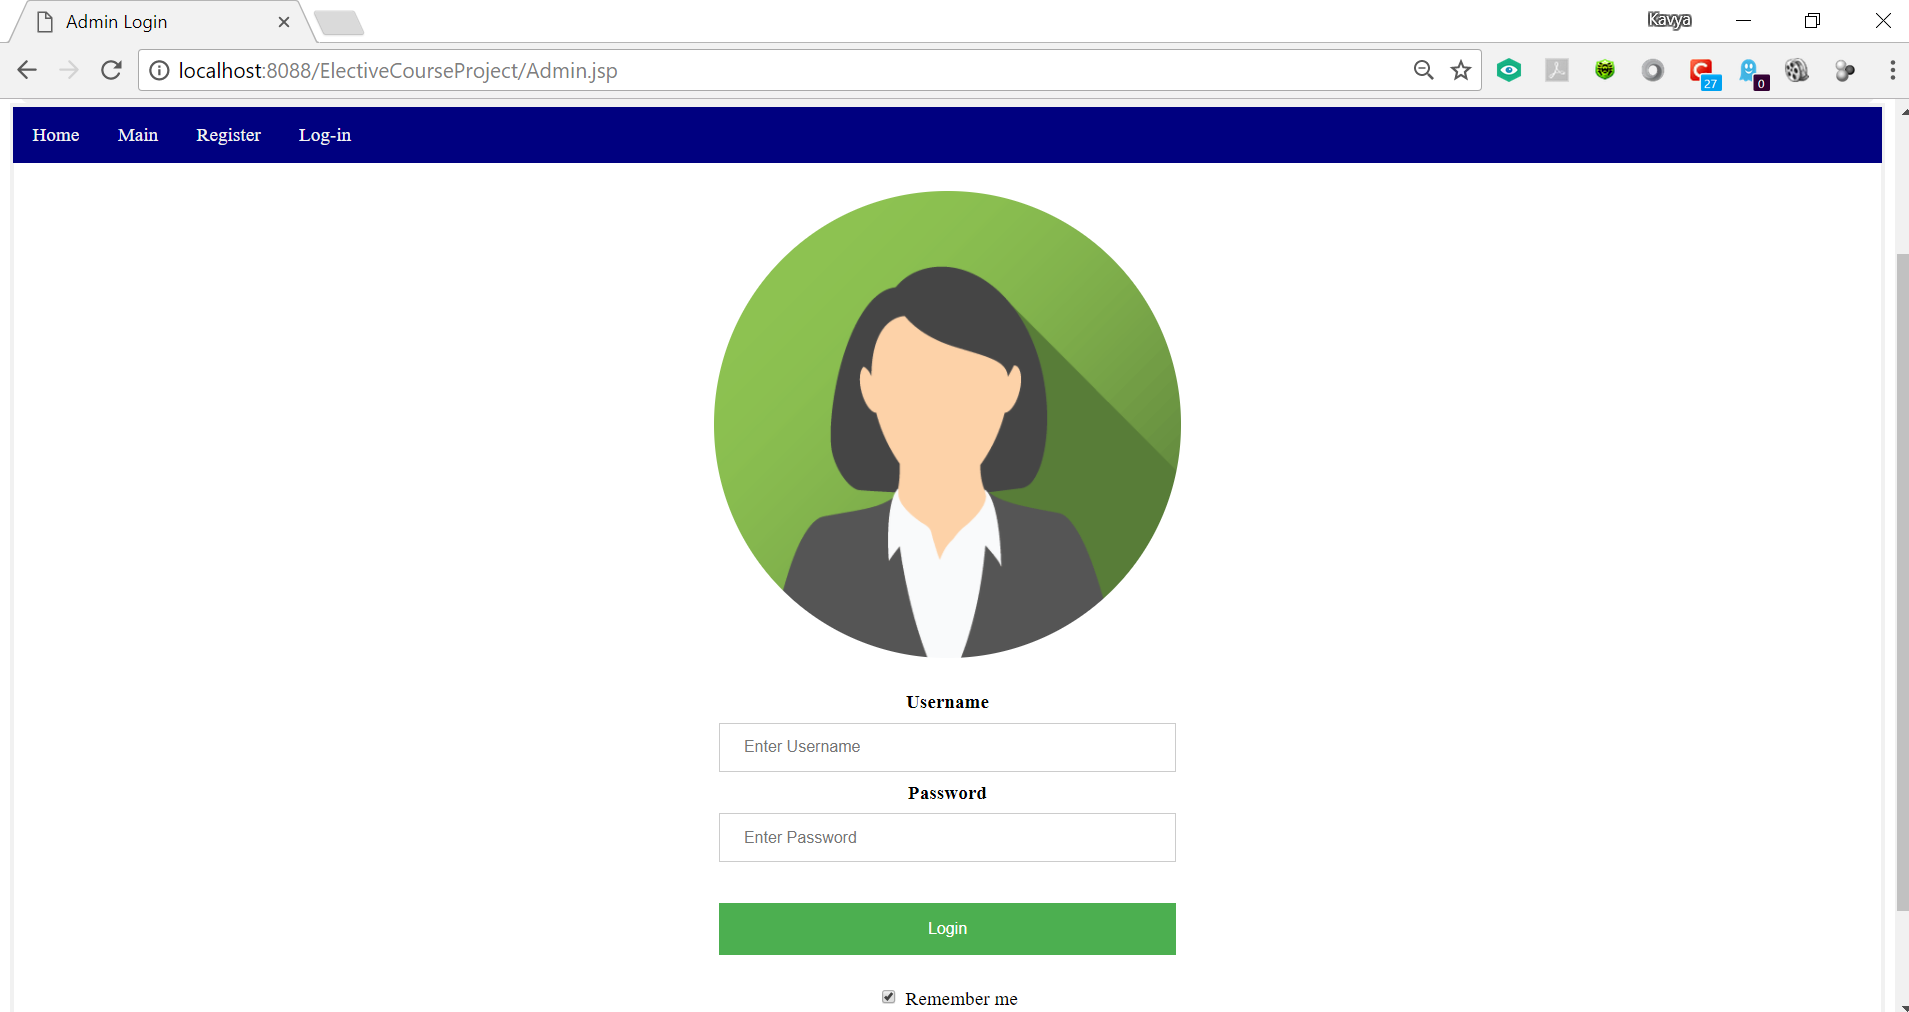 Admin Login
Kavya
localhost:8088/ElectiveCourseProject/Admin.jsp
27
0
Home Main Register Log-in
Username
Enter Username
Password
Enter Password
Login
Remember me